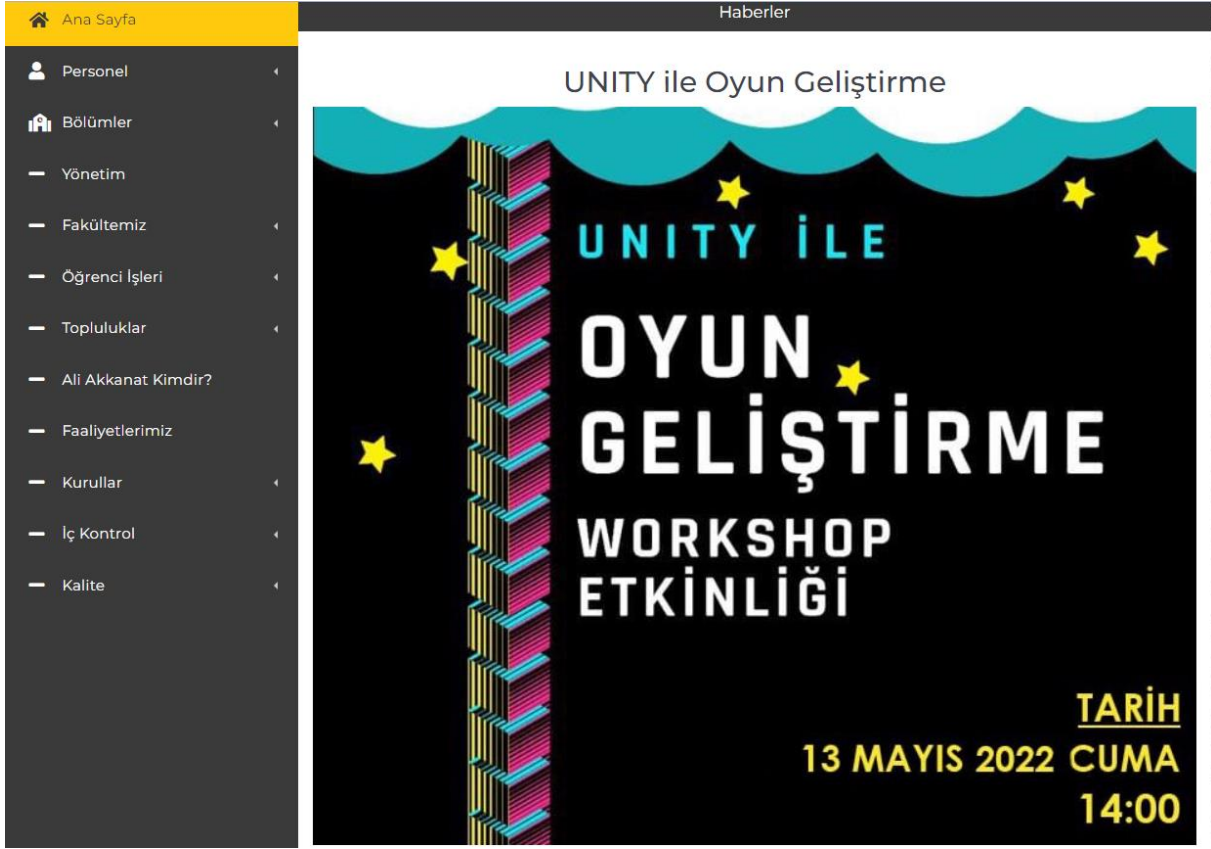 Ana Sayfa
Personel
Bölümler
Yönetim
Fakültemiz
Öğrenci İşleri
Topluluklar
Ali Akkanat Kimdir?
Faaliyetlerimiz
Kurullar
İç Kontrol
Kalite
Haberler
UNITY ile Oyun Geliştirme
UNITY İLE
OYUN
GELİŞTİRME
WORKSHOP
ETKİNLİĞİ
TARİH
13 MAYIS 2022 CUMA
14:00